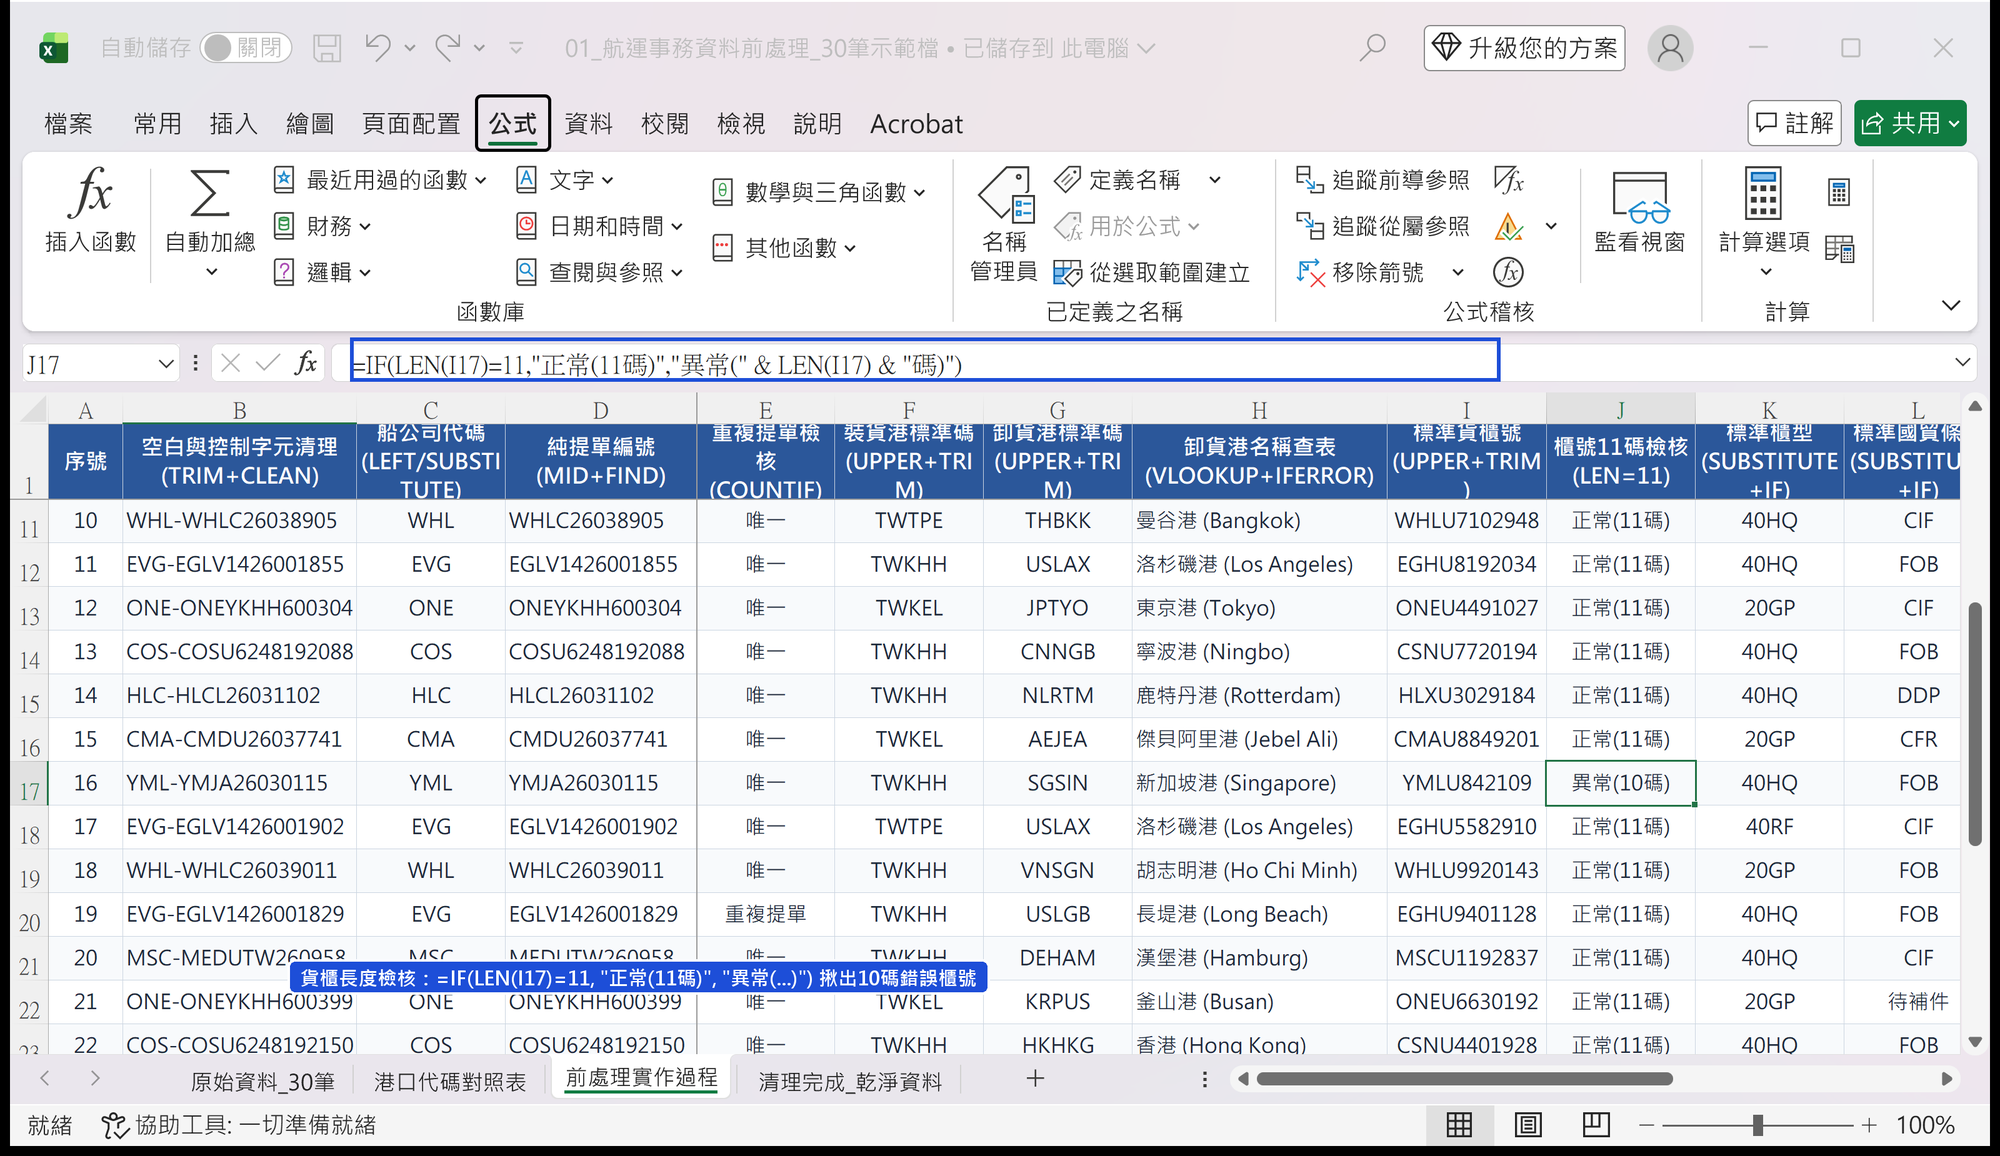 自動儲存 關閉 01_航運事務資料前處理_30筆示範檔 • 已儲存到 此電腦 升級您的方案
檔案 常用 插入 繪圖 頁面配置 公式 資料 校閱 檢視 說明 Acrobat 註解 共用
fx 插入函數
自動加總
最近用過的函數
財務
邏輯
文字
日期和時間
查閱與參照
數學與三角函數
其他函數
函數庫
名稱
管理員
定義名稱
用於公式
從選取範圍建立
已定義之名稱
追蹤前導參照
追蹤從屬參照
移除箭號
公式稽核
監看視窗
計算選項
計算
J17 fx =IF(LEN(I17)=11,"正常(11碼)","異常(" & LEN(I17) & "碼)")
A B C D E F G H I J K L
1 序號 空白與控制字元清理(TRIM+CLEAN) 船公司代碼(LEFT/SUBSTITUTE) 純提單編號(MID+FIND) 重複提單檢核(COUNTIF) 裝貨港標準碼(UPPER+TRIM) 卸貨港標準碼(UPPER+TRIM) 卸貨港名稱查表(VLOOKUP+IFERROR) 標準貨櫃號(UPPER+TRIM) 櫃號11碼檢核(LEN=11) 標準櫃型(SUBSTITUTE+IF) 標準國貿條(SUBSTITU+IF)
11 10 WHL-WHLC26038905 WHL WHLC26038905 唯一 TWTPE THBKK 曼谷港 (Bangkok) WHLU7102948 正常(11碼) 40HQ CIF
12 11 EVG-EGLV1426001855 EVG EGLV1426001855 唯一 TWKHH USLAX 洛杉磯港 (Los Angeles) EGHU8192034 正常(11碼) 40HQ FOB
13 12 ONE-ONEYKHH600304 ONE ONEYKHH600304 唯一 TWKEL JPTYO 東京港 (Tokyo) ONEU4491027 正常(11碼) 20GP CIF
14 13 COS-COSU6248192088 COS COSU6248192088 唯一 TWKHH CNNGB 寧波港 (Ningbo) CSNU7720194 正常(11碼) 40HQ FOB
15 14 HLC-HLCL26031102 HLC HLCL26031102 唯一 TWKHH NLRTM 鹿特丹港 (Rotterdam) HLXU3029184 正常(11碼) 40HQ DDP
16 15 CMA-CMDU26037741 CMA CMDU26037741 唯一 TWKEL AEJEA 傑貝阿里港 (Jebel Ali) CMAU8849201 正常(11碼) 20GP CFR
17 16 YML-YMJA26030115 YML YMJA26030115 唯一 TWKHH SGSIN 新加坡港 (Singapore) YMLU842109 異常(10碼) 40HQ FOB
18 17 EVG-EGLV1426001902 EVG EGLV1426001902 唯一 TWTPE USLAX 洛杉磯港 (Los Angeles) EGHU5582910 正常(11碼) 40RF CIF
19 18 WHL-WHLC26039011 WHL WHLC26039011 唯一 TWKHH VNSGN 胡志明港 (Ho Chi Minh) WHLU9920143 正常(11碼) 20GP FOB
20 19 EVG-EGLV1426001829 EVG EGLV1426001829 重複提單 TWKHH USLGB 長堤港 (Long Beach) EGHU9401128 正常(11碼) 40HQ FOB
21 20 MSC-MEDUTW260958 MSC MEDUTW260958 唯一 TWKHH DEHAM 漢堡港 (Hamburg) MSCU1192837 正常(11碼) 40HQ CIF
貨櫃長度檢核：=IF(LEN(I17)=11, "正常(11碼)", "異常(...)") 揪出10碼錯誤櫃號
22 21 ONE-ONEYKHH600399 ONE ONEYKHH600399 唯一 TWKEL KRPUS 釜山港 (Busan) ONEU6630192 正常(11碼) 20GP 待補件
23 22 COS-COSU6248192150 COS COSU6248192150 唯一 TWKHH HKHKG 香港 (Hong Kong) CSNU4401928 正常(11碼) 40HQ FOB
原始資料_30筆 港口代碼對照表 前處理實作過程 清理完成_乾淨資料
就緒 協助工具: 一切準備就緒 100%